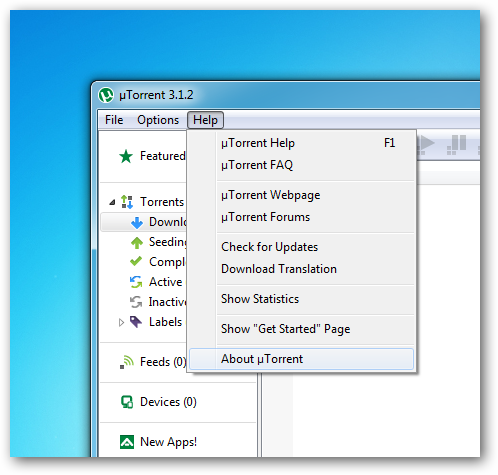 µTorrent 3.1.2
File Options Help
µTorrent Help F1
µTorrent FAQ
µTorrent Webpage
µTorrent Forums
Check for Updates
Download Translation
Show Statistics
Show "Get Started" Page
About µTorrent
Featured
Torrents
Downl
Seeding
Compl
Active
Inactive
Labels
Feeds (0)
Devices (0)
New Apps!